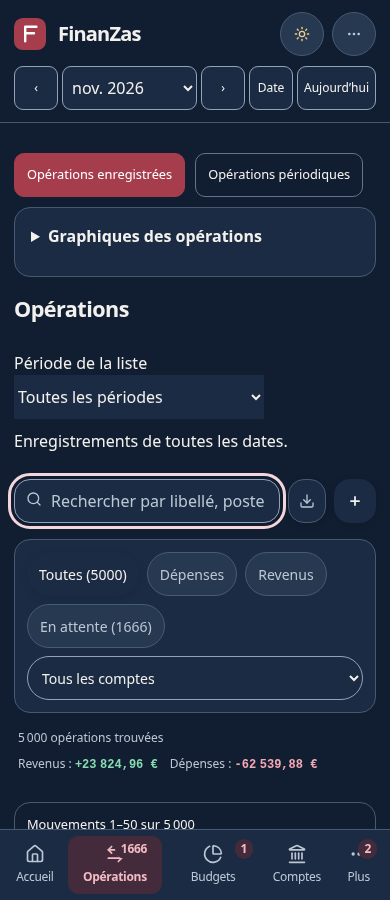 FinanZas
‹
nov. 2026
›
Date
Aujourd'hui
Opérations enregistrées
Opérations périodiques
Graphiques des opérations
Opérations
Période de la liste
Toutes les périodes
Enregistrements de toutes les dates.
Rechercher par libellé, poste
+
Toutes (5000)
Dépenses
Revenus
En attente (1666)
Tous les comptes
5 000 opérations trouvées
Revenus : +23 824,96 € Dépenses : -62 539,88 €
Mouvements 1–50 sur 5 000
1666
1
2
Accueil
Opérations
Budgets
Comptes
Plus